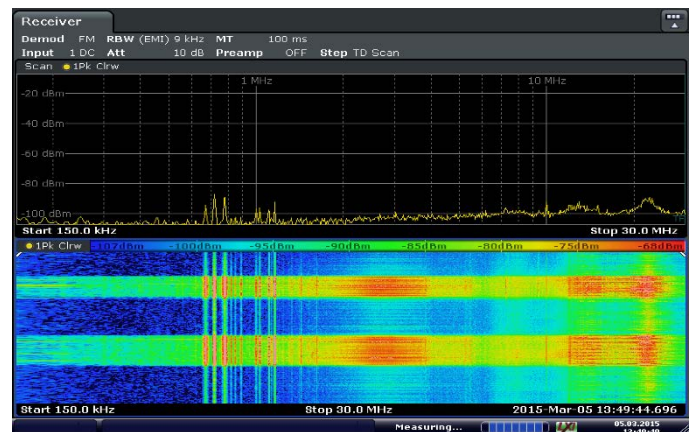 Receiver
Demod FM RBW (EMI) 9 kHz MT 100 ms
Input 1 DC Att 10 dB Preamp OFF Step TD Scan
Scan 1Pk Clrw
1 MHz 10 MHz
-20 dBm
-40 dBm
-60 dBm
-80 dBm
-100 dBm
TF
Start 150.0 kHz Stop 30.0 MHz
1Pk Clrw -107dBm -100dBm -95dBm -90dBm -85dBm -80dBm -75dBm -68dBm
Start 150.0 kHz Stop 30.0 MHz 2015-Mar-05 13:49:44.696
Measuring... 05.03.2015